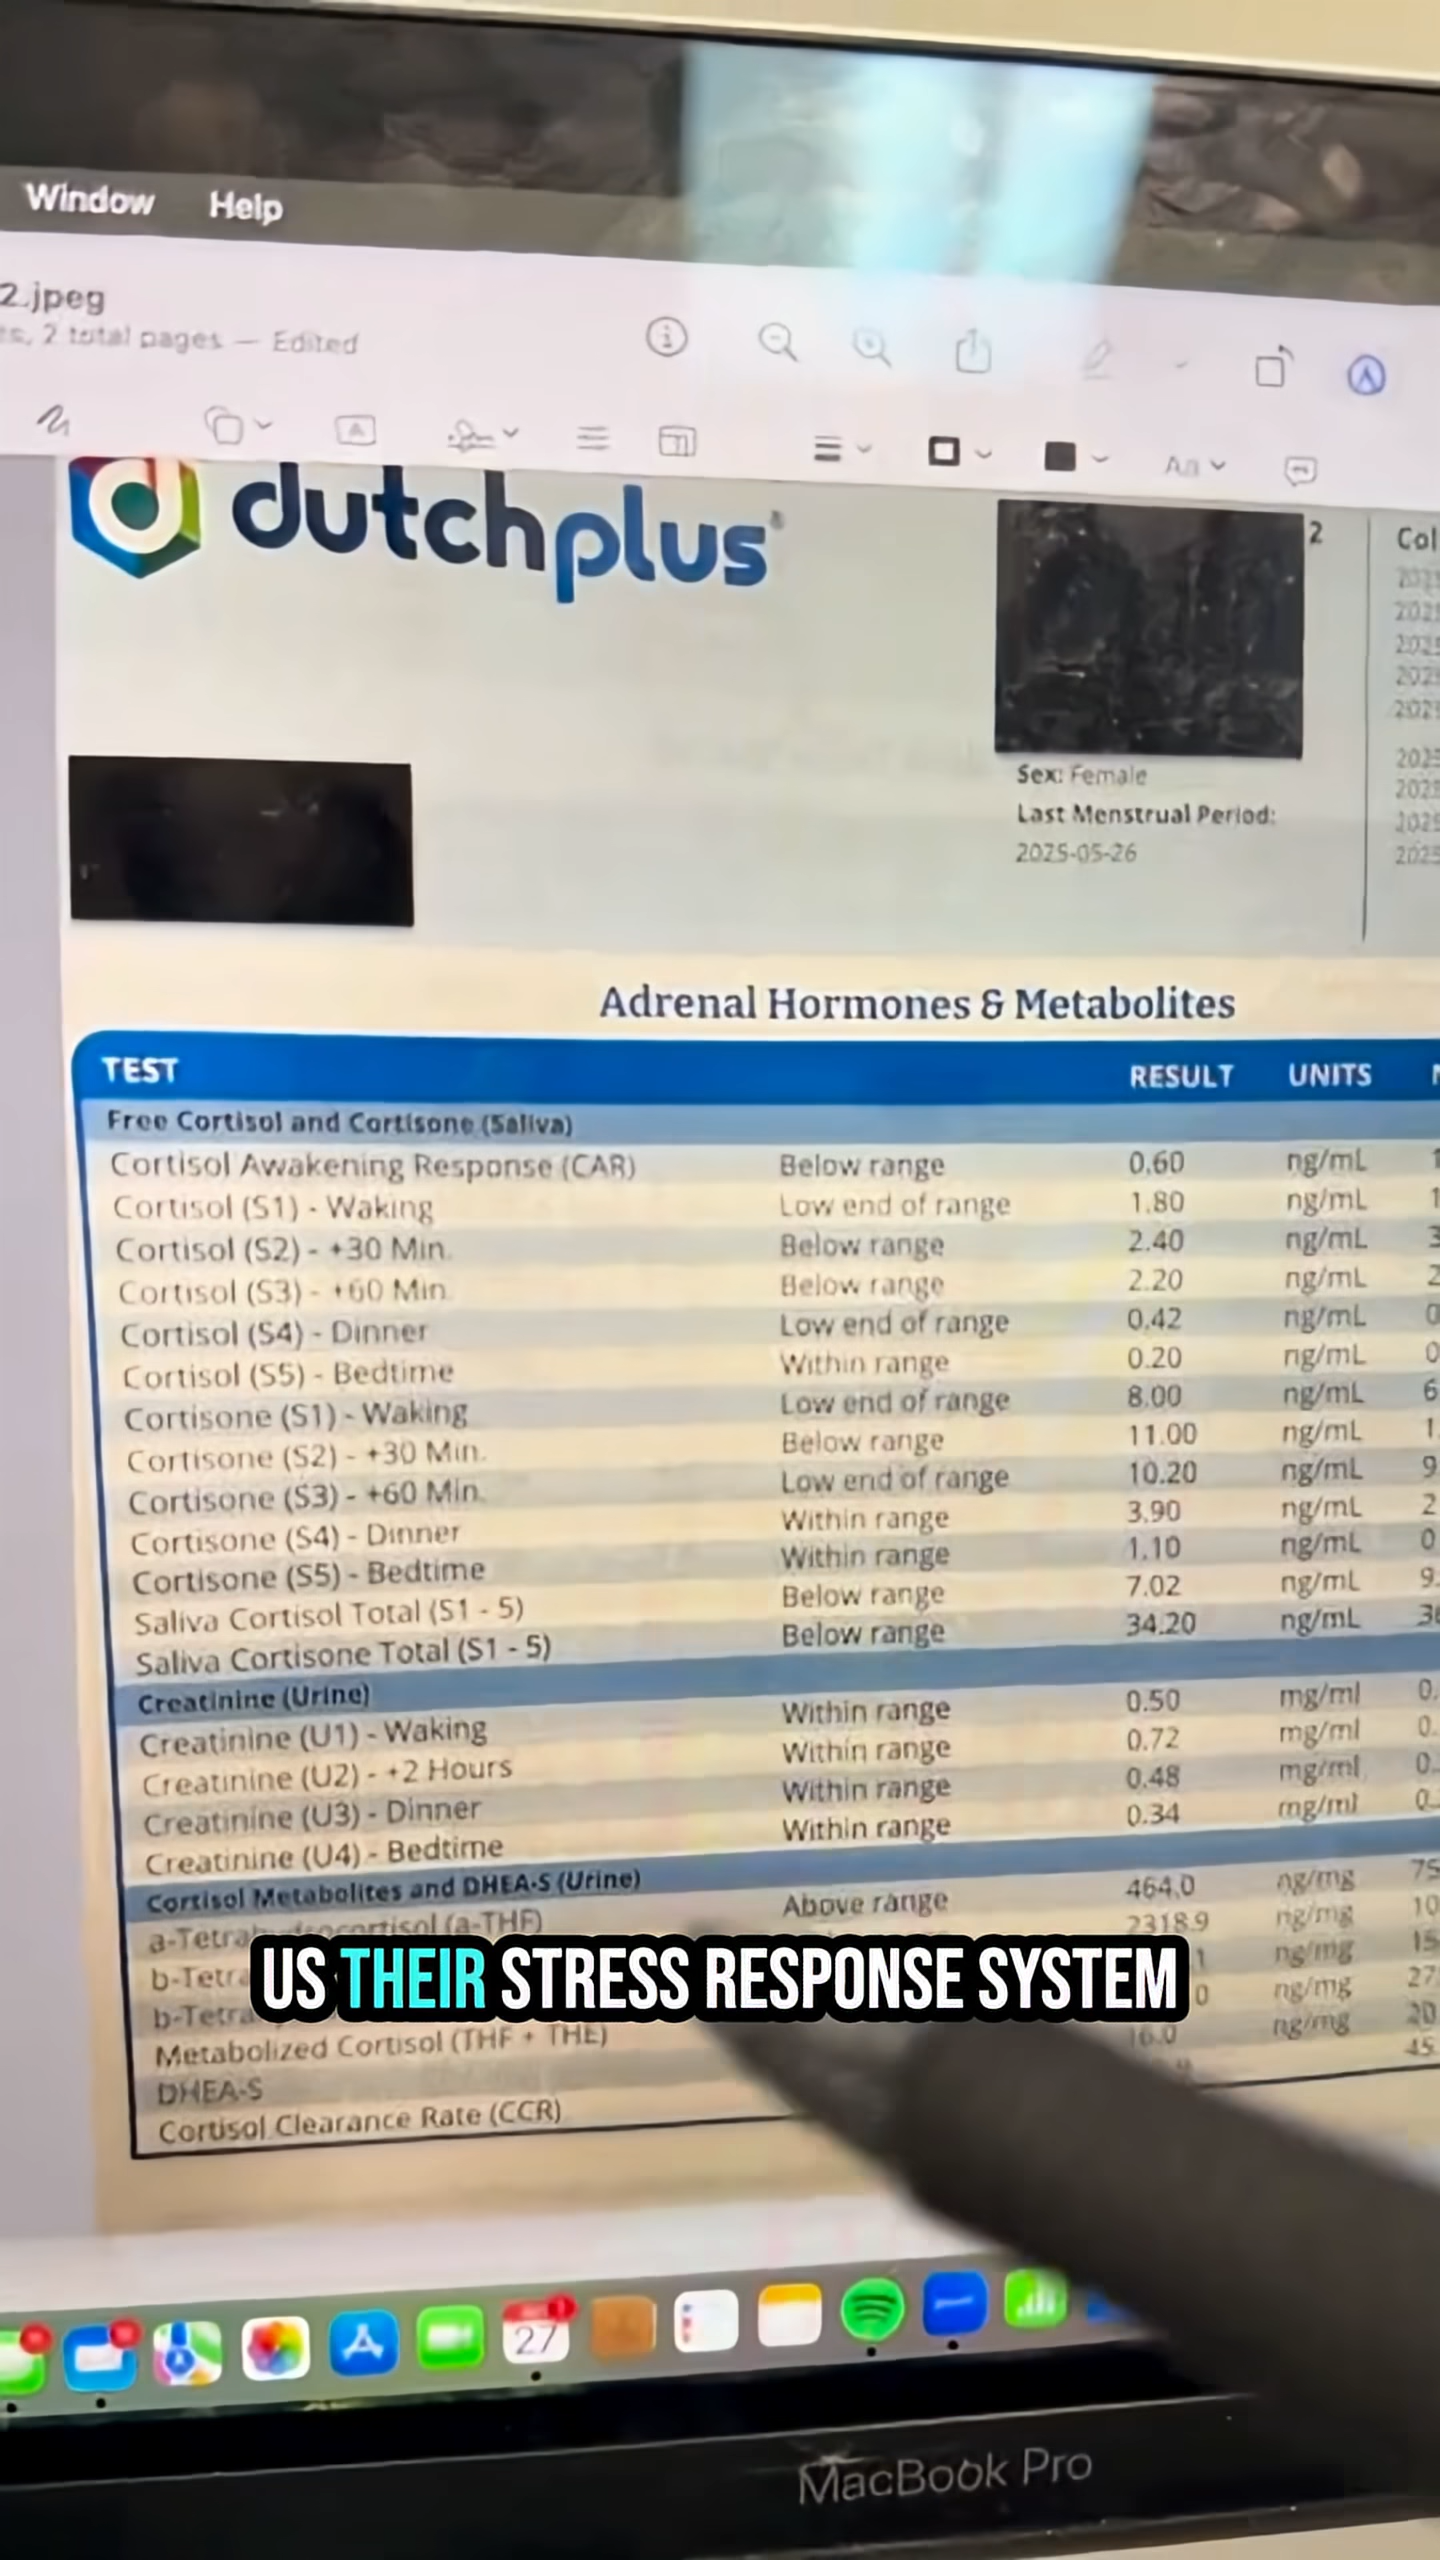 Window Help
2.jpeg
es, 2 total pages — Edited
dutchplus
2
Col
Sex: Female
Last Menstrual Period:
2025-05-26
Adrenal Hormones & Metabolites
TEST RESULT UNITS
Free Cortisol and Cortisone (Saliva)
Cortisol Awakening Response (CAR) Below range 0.60 ng/mL
Cortisol (S1) - Waking Low end of range 1.80 ng/mL
Cortisol (S2) - +30 Min. Below range 2.40 ng/mL
Cortisol (S3) - +60 Min. Below range 2.20 ng/mL
Cortisol (S4) - Dinner Low end of range 0.42 ng/mL
Cortisol (S5) - Bedtime Within range 0.20 ng/mL
Cortisone (S1) - Waking Low end of range 8.00 ng/mL
Cortisone (S2) - +30 Min. Below range 11.00 ng/mL
Cortisone (S3) - +60 Min. Low end of range 10.20 ng/mL
Cortisone (S4) - Dinner Within range 3.90 ng/mL
Cortisone (S5) - Bedtime Within range 1.10 ng/mL
Saliva Cortisol Total (S1 - 5) Below range 7.02 ng/mL
Saliva Cortisone Total (S1 - 5) Below range 34.20 ng/mL
Creatinine (Urine)
Creatinine (U1) - Waking Within range 0.50 mg/ml
Creatinine (U2) - +2 Hours Within range 0.72 mg/ml
Creatinine (U3) - Dinner Within range 0.48 mg/ml
Creatinine (U4) - Bedtime Within range 0.34 mg/ml
Cortisol Metabolites and DHEA-S (Urine)
a-Tetrahydrocortisol (a-THF) Above range 464.0 ng/mg
b-Tetra 2318.9 ng/mg
b-Tetra ng/mg
Metabolized Cortisol (THF + THE) ng/mg
DHEA-S ng/mg
Cortisol Clearance Rate (CCR)
US THEIR STRESS RESPONSE SYSTEM
27
MacBook Pro